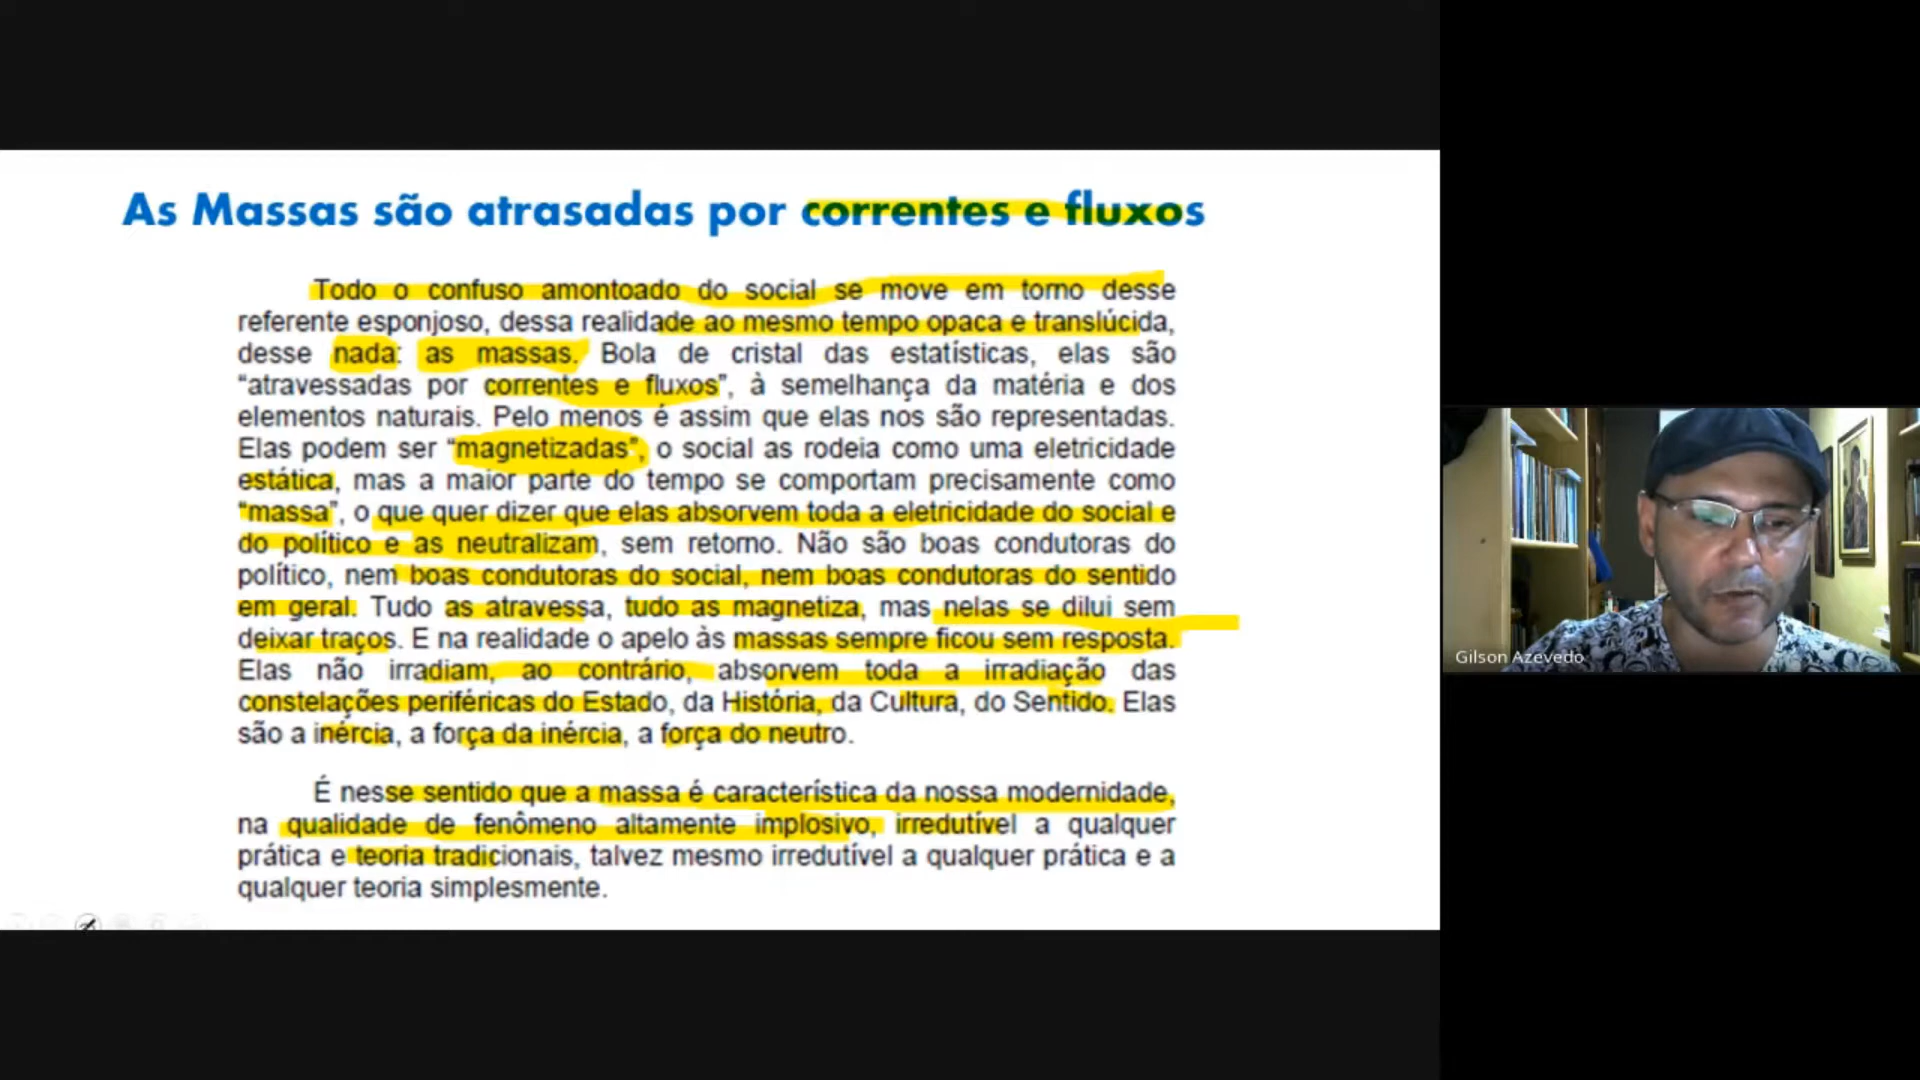 As Massas são atrasadas por correntes e fluxos
Todo o confuso amontoado do social se move em torno desse
referente esponjoso, dessa realidade ao mesmo tempo opaca e translúcida,
desse nada: as massas. Bola de cristal das estatísticas, elas são
“atravessadas por correntes e fluxos”, à semelhança da matéria e dos
elementos naturais. Pelo menos é assim que elas nos são representadas.
Elas podem ser “magnetizadas”, o social as rodeia como uma eletricidade
estática, mas a maior parte do tempo se comportam precisamente como
“massa”, o que quer dizer que elas absorvem toda a eletricidade do social e
do político e as neutralizam, sem retorno. Não são boas condutoras do
político, nem boas condutoras do social, nem boas condutoras do sentido
em geral. Tudo as atravessa, tudo as magnetiza, mas nelas se dilui sem
deixar traços. E na realidade o apelo às massas sempre ficou sem resposta.
Elas não irradiam, ao contrário, absorvem toda a irradiação das
constelações periféricas do Estado, da História, da Cultura, do Sentido. Elas
são a inércia, a força da inércia, a força do neutro.
É nesse sentido que a massa é característica da nossa modernidade,
na qualidade de fenômeno altamente implosivo, irredutível a qualquer
prática e teoria tradicionais, talvez mesmo irredutível a qualquer prática e a
qualquer teoria simplesmente.
Gilson Azevedo